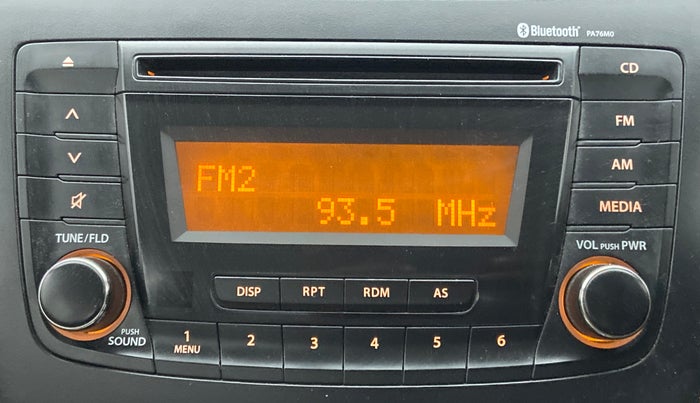 Bluetooth® PA76M0
CD
FM
AM
MEDIA
FM2
93.5 MHz
TUNE/FLD
VOL PUSH PWR
DISP RPT RDM AS
PUSH
SOUND
1 2 3 4 5 6
MENU